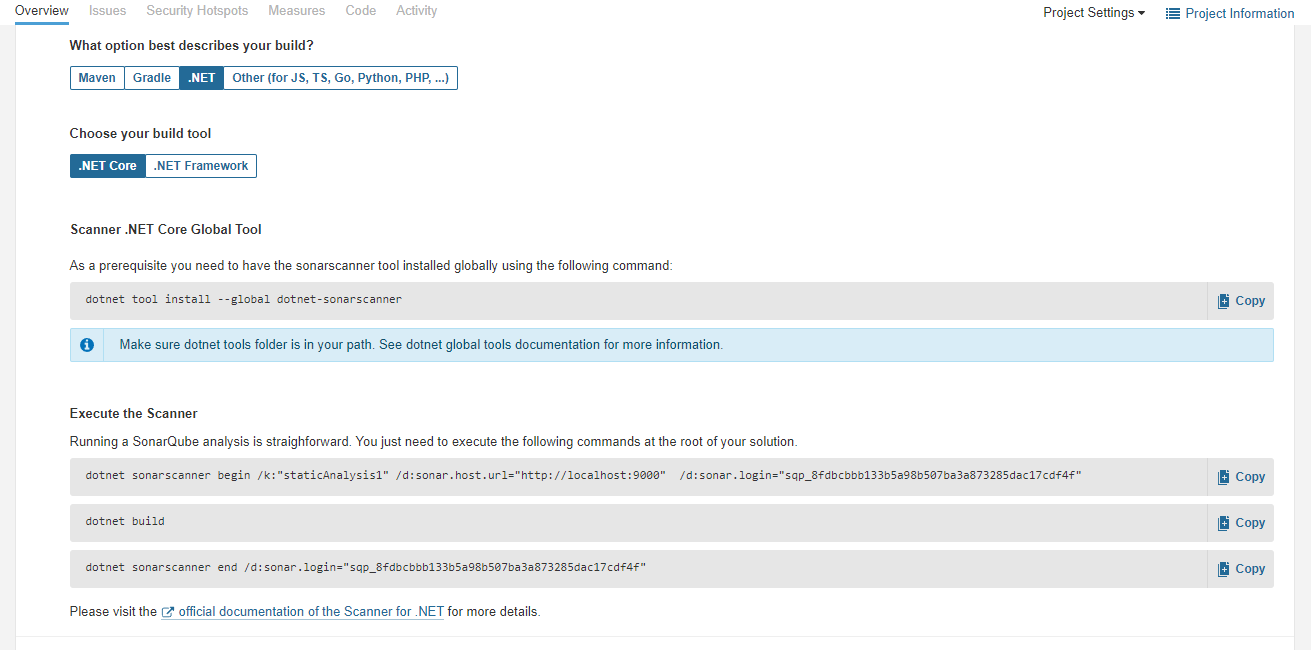 Overview Issues Security Hotspots Measures Code Activity Project Settings Project Information
What option best describes your build?
Maven Gradle .NET Other (for JS, TS, Go, Python, PHP, ...)
Choose your build tool
.NET Core .NET Framework
Scanner .NET Core Global Tool
As a prerequisite you need to have the sonarscanner tool installed globally using the following command:
dotnet tool install --global dotnet-sonarscanner Copy
Make sure dotnet tools folder is in your path. See dotnet global tools documentation for more information.
Execute the Scanner
Running a SonarQube analysis is straighforward. You just need to execute the following commands at the root of your solution.
dotnet sonarscanner begin /k:"staticAnalysis1" /d:sonar.host.url="http://localhost:9000"  /d:sonar.login="sqp_8fdbcbbb133b5a98b507ba3a873285dac17cdf4f" Copy
dotnet build Copy
dotnet sonarscanner end /d:sonar.login="sqp_8fdbcbbb133b5a98b507ba3a873285dac17cdf4f" Copy
Please visit the official documentation of the Scanner for .NET for more details.